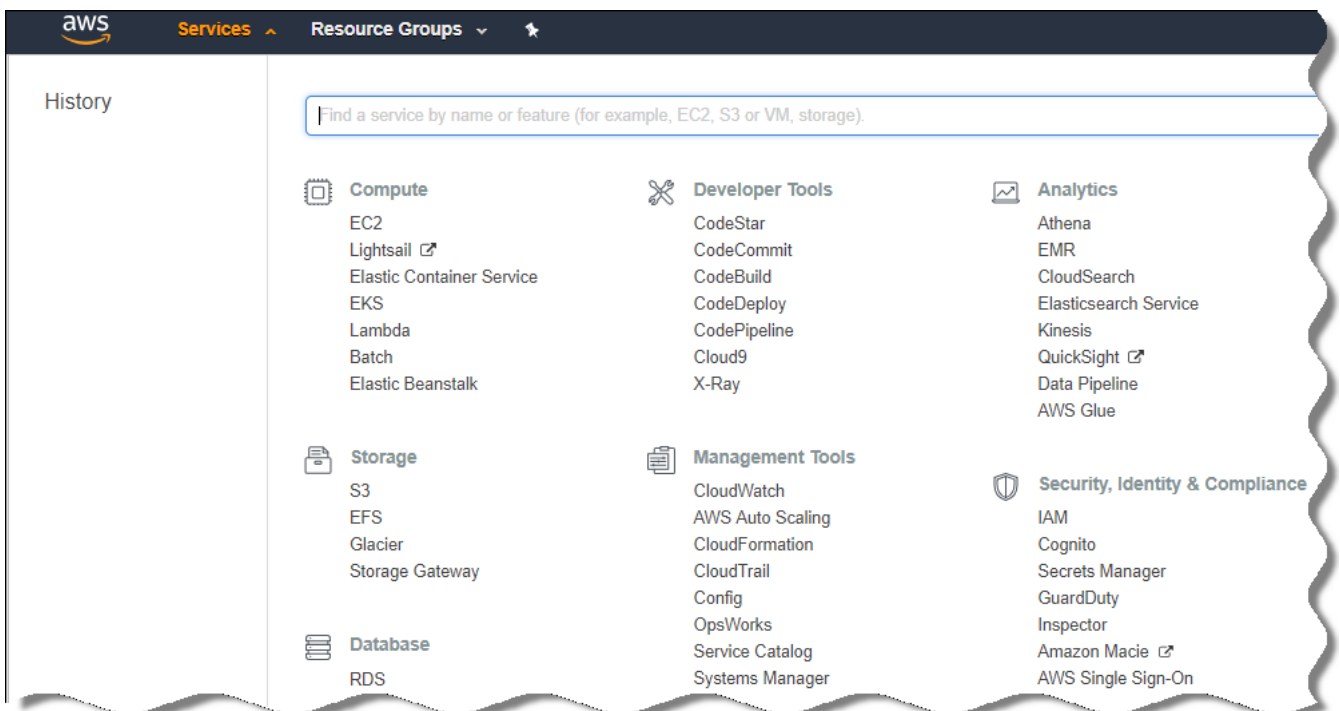 aws Services Resource Groups
History
Find a service by name or feature (for example, EC2, S3 or VM, storage).
Compute
EC2
Lightsail
Elastic Container Service
EKS
Lambda
Batch
Elastic Beanstalk
Storage
S3
EFS
Glacier
Storage Gateway
Database
RDS
Developer Tools
CodeStar
CodeCommit
CodeBuild
CodeDeploy
CodePipeline
Cloud9
X-Ray
Management Tools
CloudWatch
AWS Auto Scaling
CloudFormation
CloudTrail
Config
OpsWorks
Service Catalog
Systems Manager
Analytics
Athena
EMR
CloudSearch
Elasticsearch Service
Kinesis
QuickSight
Data Pipeline
AWS Glue
Security, Identity & Compliance
IAM
Cognito
Secrets Manager
GuardDuty
Inspector
Amazon Macie
AWS Single Sign-On